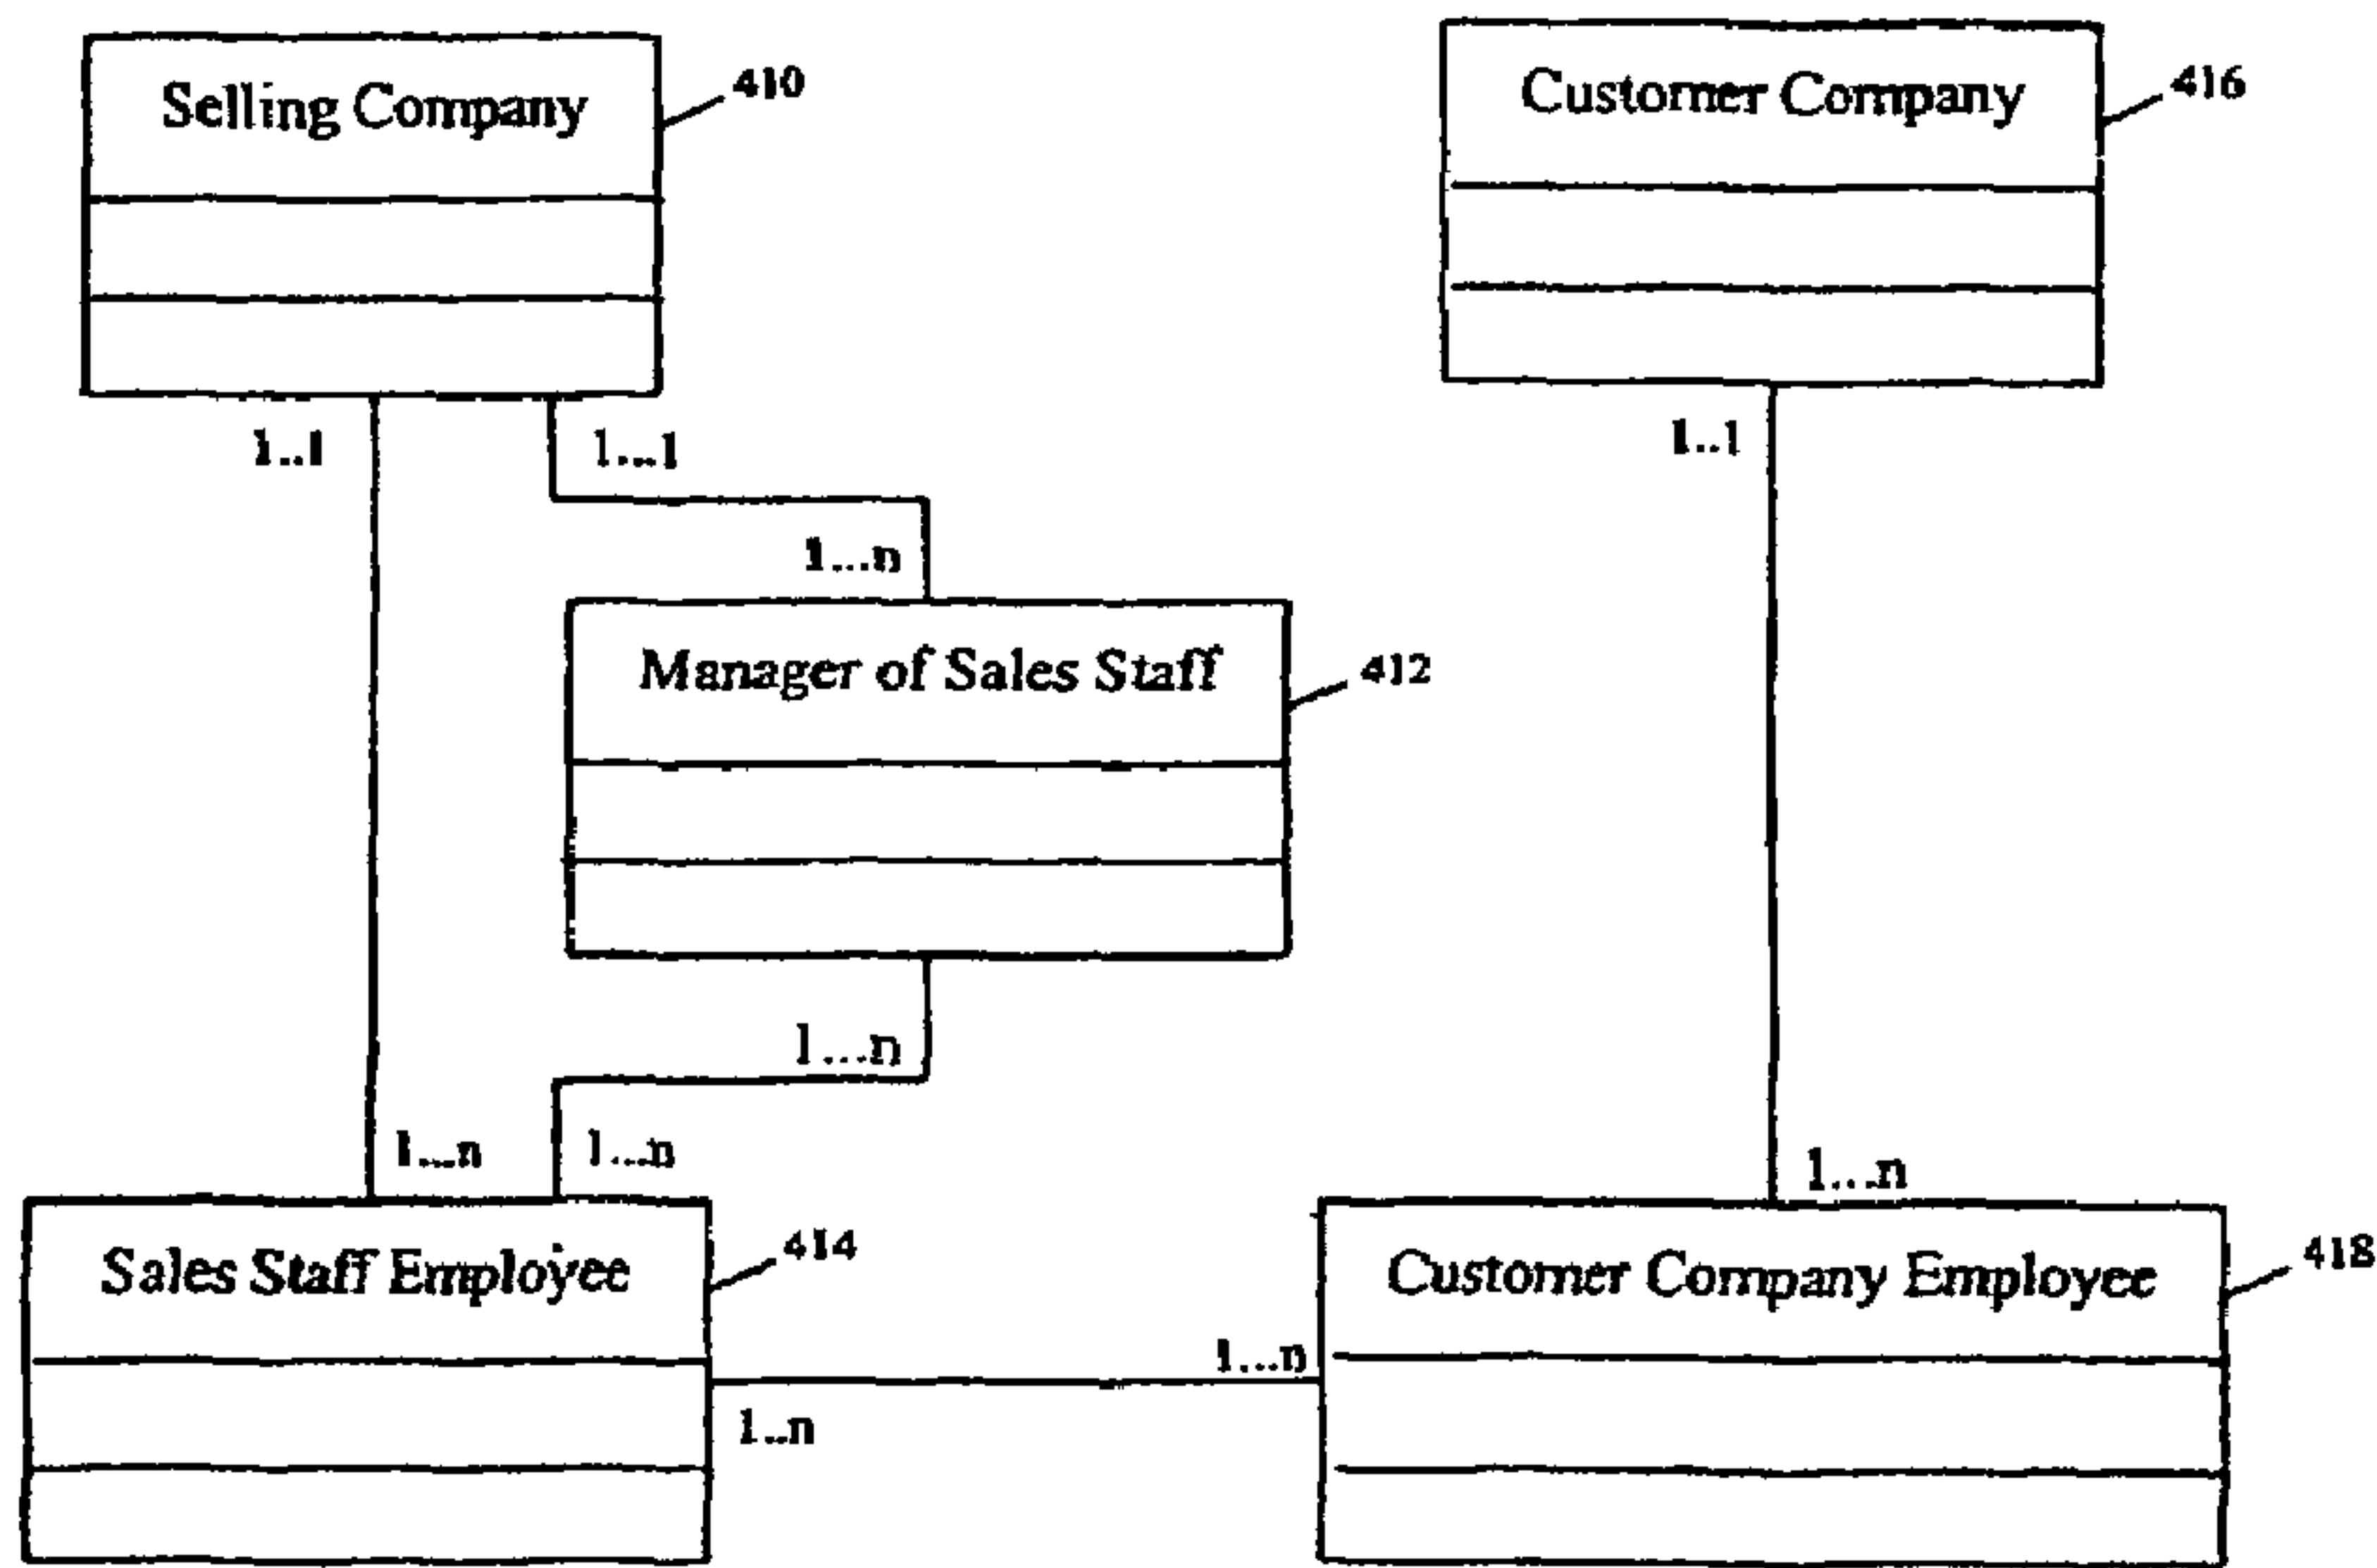 Selling Company
410
Customer Company
416
1..1
1...1
1..1
1...n
Manager of Sales Staff
412
1...n
1...n
1...n
1...n
Sales Staff Employee
414
Customer Company Employee
418
1...n
1..n